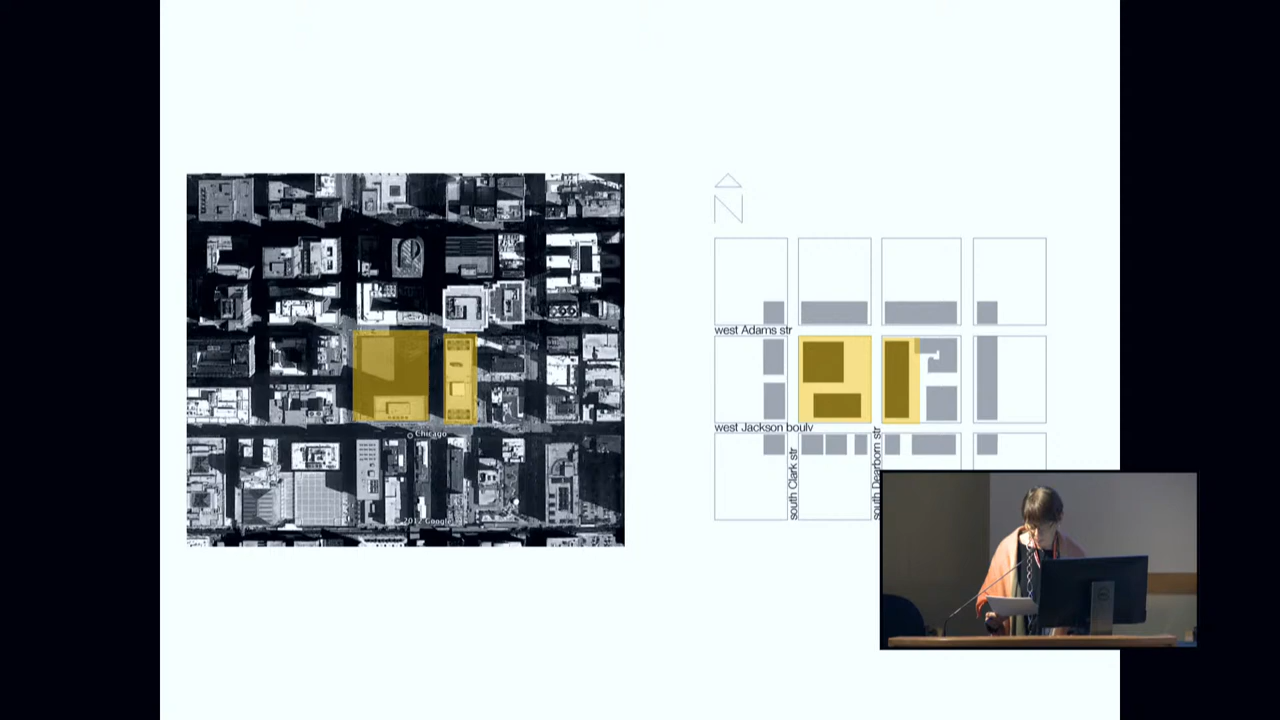 Chicago
2012 Google
N
west Adams str
west Jackson boulv
south Clark str
south Dearborn str